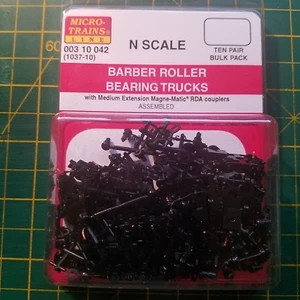 MICRO-
TRAINS®
LINE
003 10 042
(1037-10)
N SCALE
TEN PAIR
BULK PACK
BARBER ROLLER
BEARING TRUCKS
with Medium Extension Magne-Matic® RDA couplers
ASSEMBLED